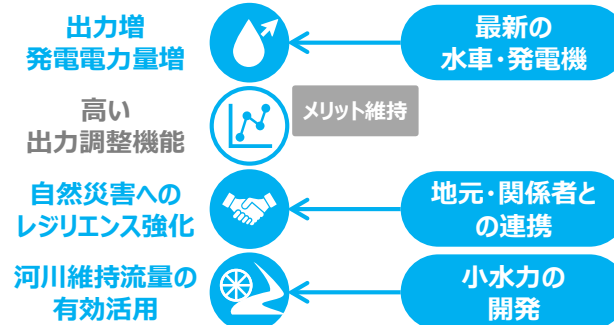 出力増
発電電力量増
最新の
水車・発電機
高い
出力調整機能
メリット維持
自然災害への
レジリエンス強化
地元・関係者と
の連携
河川維持流量の
有効活用
小水力の
開発